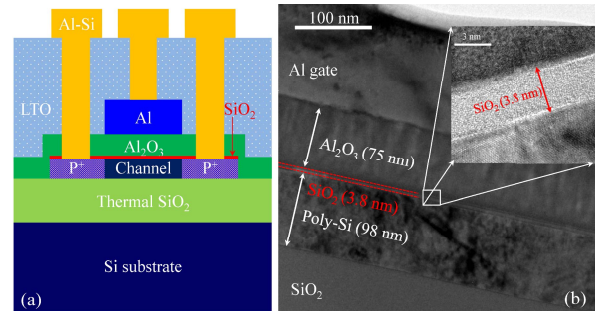 Al-Si
LTO
Al
SiO₂
Al₂O₃
P⁺
Channel
P⁺
Thermal SiO₂
Si substrate
(a)
100 nm
Al gate
Al₂O₃ (75 nm)
SiO₂ (3.8 nm)
Poly-Si (98 nm)
SiO₂
(b)
3 nm
SiO₂ (3.8 nm)